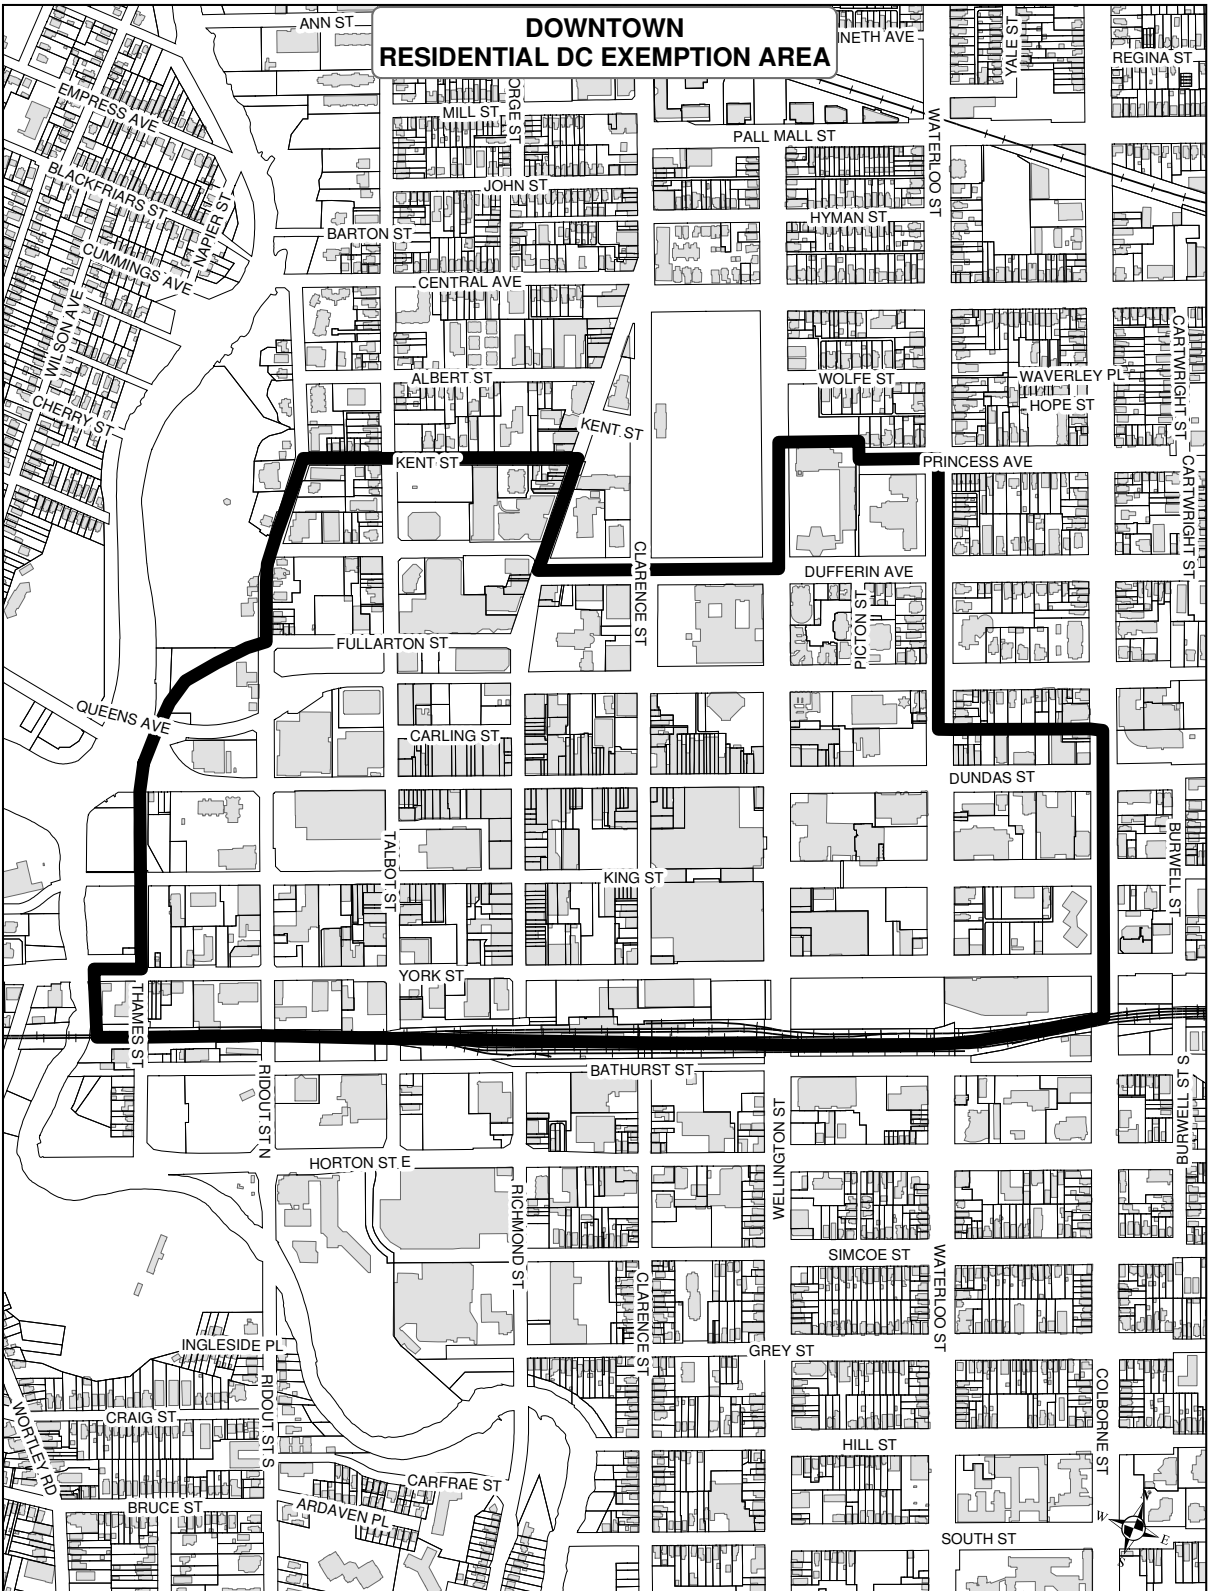 ANN ST
DOWNTOWN
RESIDENTIAL DC EXEMPTION AREA
NETH AVE
YALE ST
REGINA ST
EMPRESS AVE
MILL ST
ORGE ST
PALL MALL ST
WATERLOO ST
BLACKFRIARS ST
JOHN ST
NAPIER ST
HYMAN ST
BARTON ST
CUMMINGS AVE
CENTRAL AVE
WILSON AVE
CARTWRIGHT ST
ALBERT ST
WOLFE ST
WAVERLEY PL
CHERRY ST
HOPE ST
KENT ST
KENT ST
PRINCESS AVE
CARTWRIGHT ST
CLARENCE ST
DUFFERIN AVE
PICTON ST
FULLARTON ST
QUEENS AVE
CARLING ST
DUNDAS ST
TALBOT ST
BURWELL ST
KING ST
YORK ST
THAMES ST
BATHURST ST
RIDOUT ST N
WELLINGTON ST
BURWELL S S
HORTON ST E
RICHMOND ST
SIMCOE ST
WATERLOO ST
CLARENCE ST
INGLESIDE PL
GREY ST
RIDOUT ST S
COLBORNE ST
WORTLEY RD
CRAIG ST
HILL ST
CARFRAE ST
BRUCE ST
ARDAVEN PL
N
W
E
S
SOUTH ST